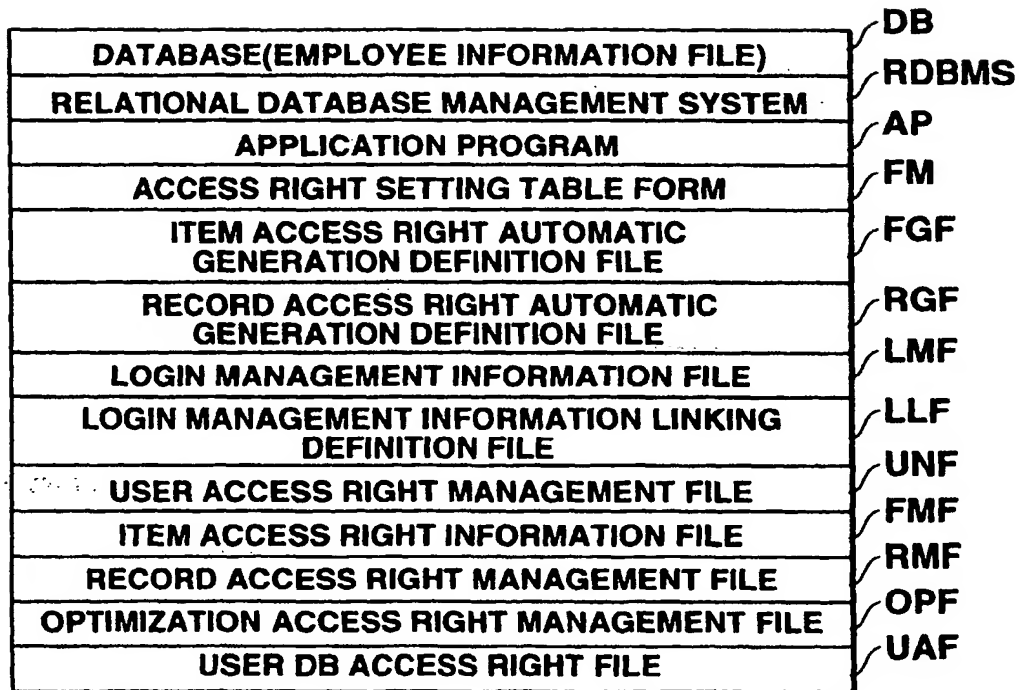 DB
DATABASE(EMPLOYEE INFORMATION FILE)
RDBMS
RELATIONAL DATABASE MANAGEMENT SYSTEM
AP
APPLICATION PROGRAM
FM
ACCESS RIGHT SETTING TABLE FORM
FGF
ITEM ACCESS RIGHT AUTOMATIC
GENERATION DEFINITION FILE
RGF
RECORD ACCESS RIGHT AUTOMATIC
GENERATION DEFINITION FILE
LMF
LOGIN MANAGEMENT INFORMATION FILE
LLF
LOGIN MANAGEMENT INFORMATION LINKING
DEFINITION FILE
UNF
USER ACCESS RIGHT MANAGEMENT FILE
FMF
ITEM ACCESS RIGHT INFORMATION FILE
RMF
RECORD ACCESS RIGHT MANAGEMENT FILE
OPF
OPTIMIZATION ACCESS RIGHT MANAGEMENT FILE
UAF
USER DB ACCESS RIGHT FILE